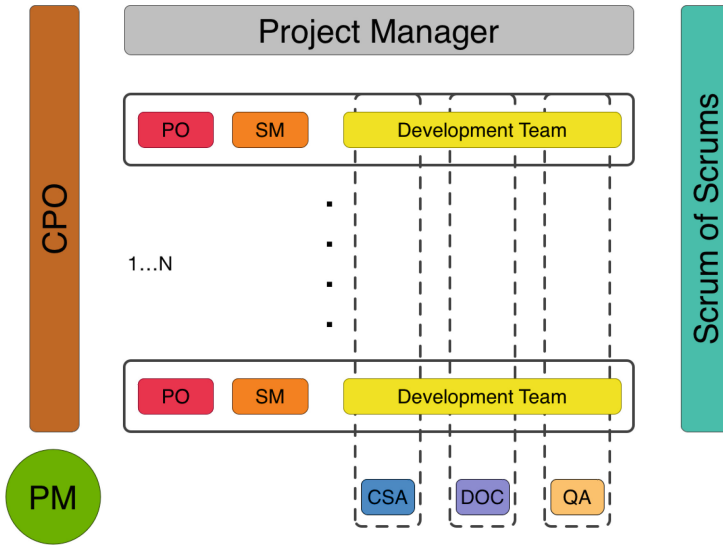 Project Manager
CPO
Scrum of Scrums
PO
SM
Development Team
1...N
PO
SM
Development Team
PM
CSA
DOC
QA